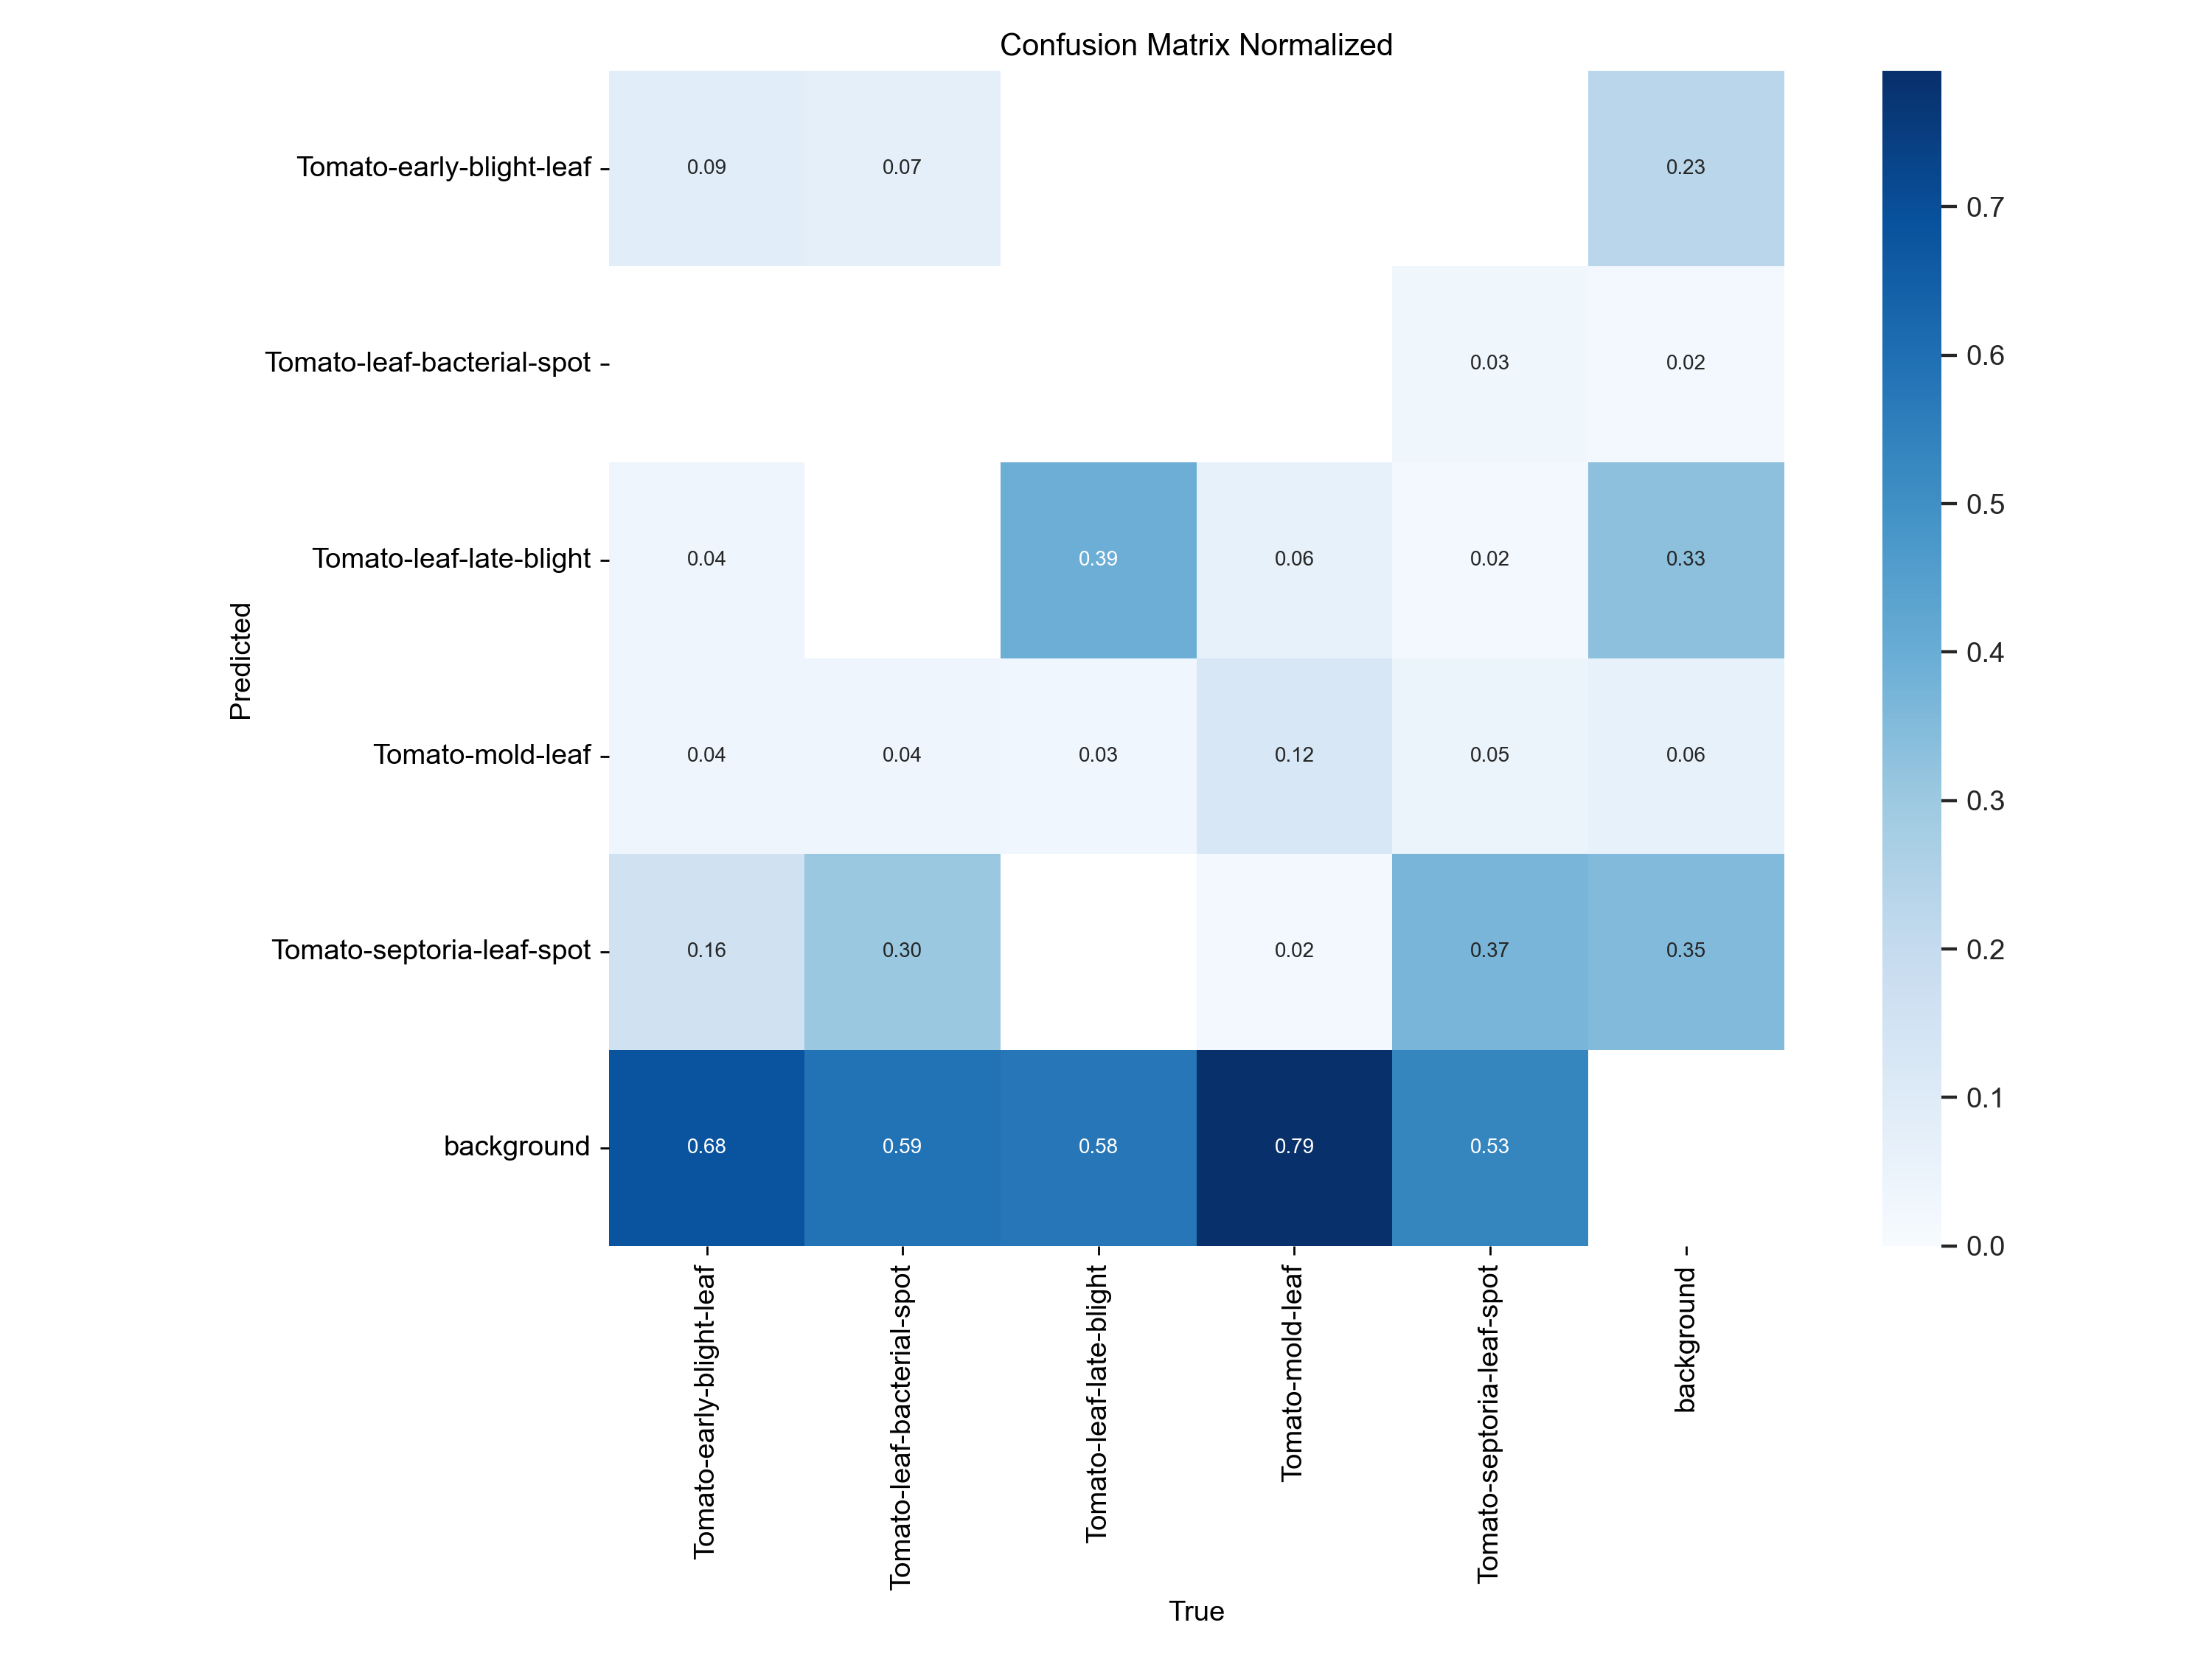 Confusion Matrix Normalized
Tomato-early-blight-leaf
0.09 0.07 0.23
Tomato-leaf-bacterial-spot
0.03 0.02
Tomato-leaf-late-blight
0.04 0.39 0.06 0.02 0.33
Tomato-mold-leaf
0.04 0.04 0.03 0.12 0.05 0.06
Tomato-septoria-leaf-spot
0.16 0.30 0.02 0.37 0.35
background
0.68 0.59 0.58 0.79 0.53
Predicted
Tomato-early-blight-leaf
Tomato-leaf-bacterial-spot
Tomato-leaf-late-blight
Tomato-mold-leaf
Tomato-septoria-leaf-spot
background
True
0.7
0.6
0.5
0.4
0.3
0.2
0.1
0.0